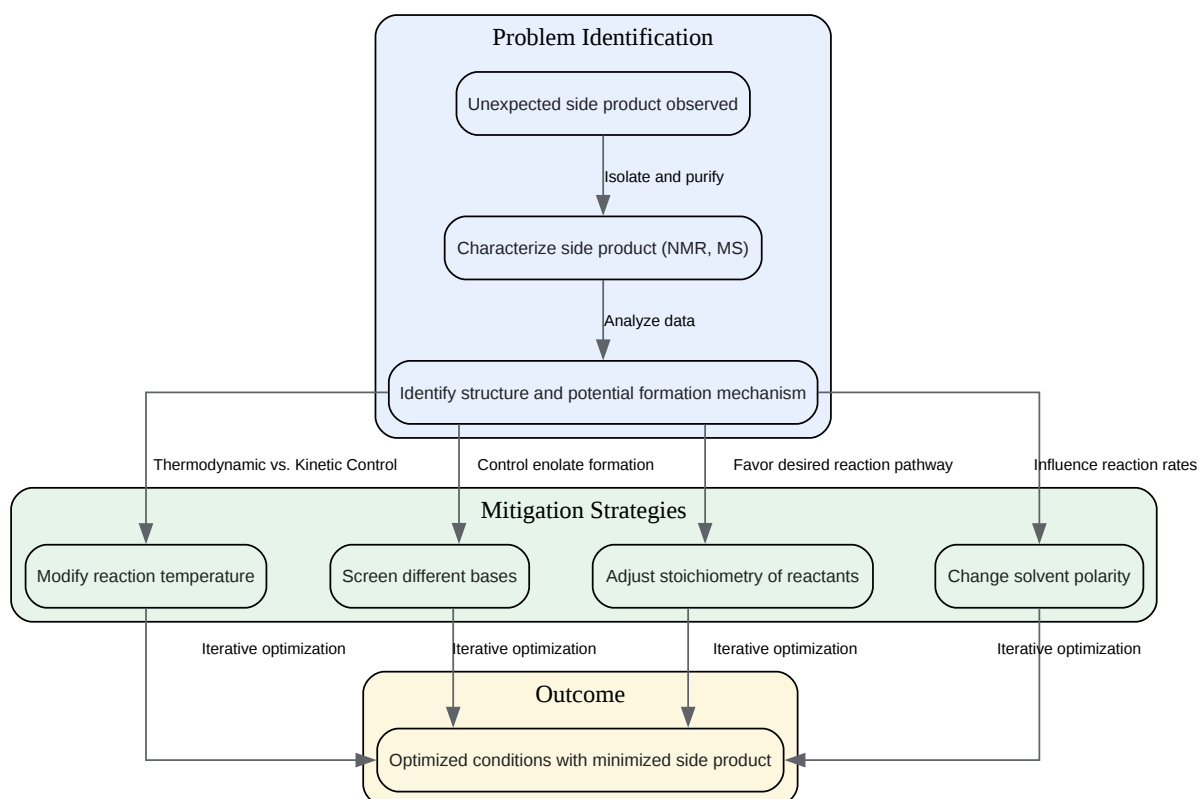 Problem Identification
Unexpected side product observed
Isolate and purify
Characterize side product (NMR, MS)
Analyze data
Identify structure and potential formation mechanism
Thermodynamic vs. Kinetic Control
Control enolate formation
Favor desired reaction pathway
Influence reaction rates
Mitigation Strategies
Modify reaction temperature
Screen different bases
Adjust stoichiometry of reactants
Change solvent polarity
Iterative optimization
Iterative optimization
Iterative optimization
Iterative optimization
Outcome
Optimized conditions with minimized side product